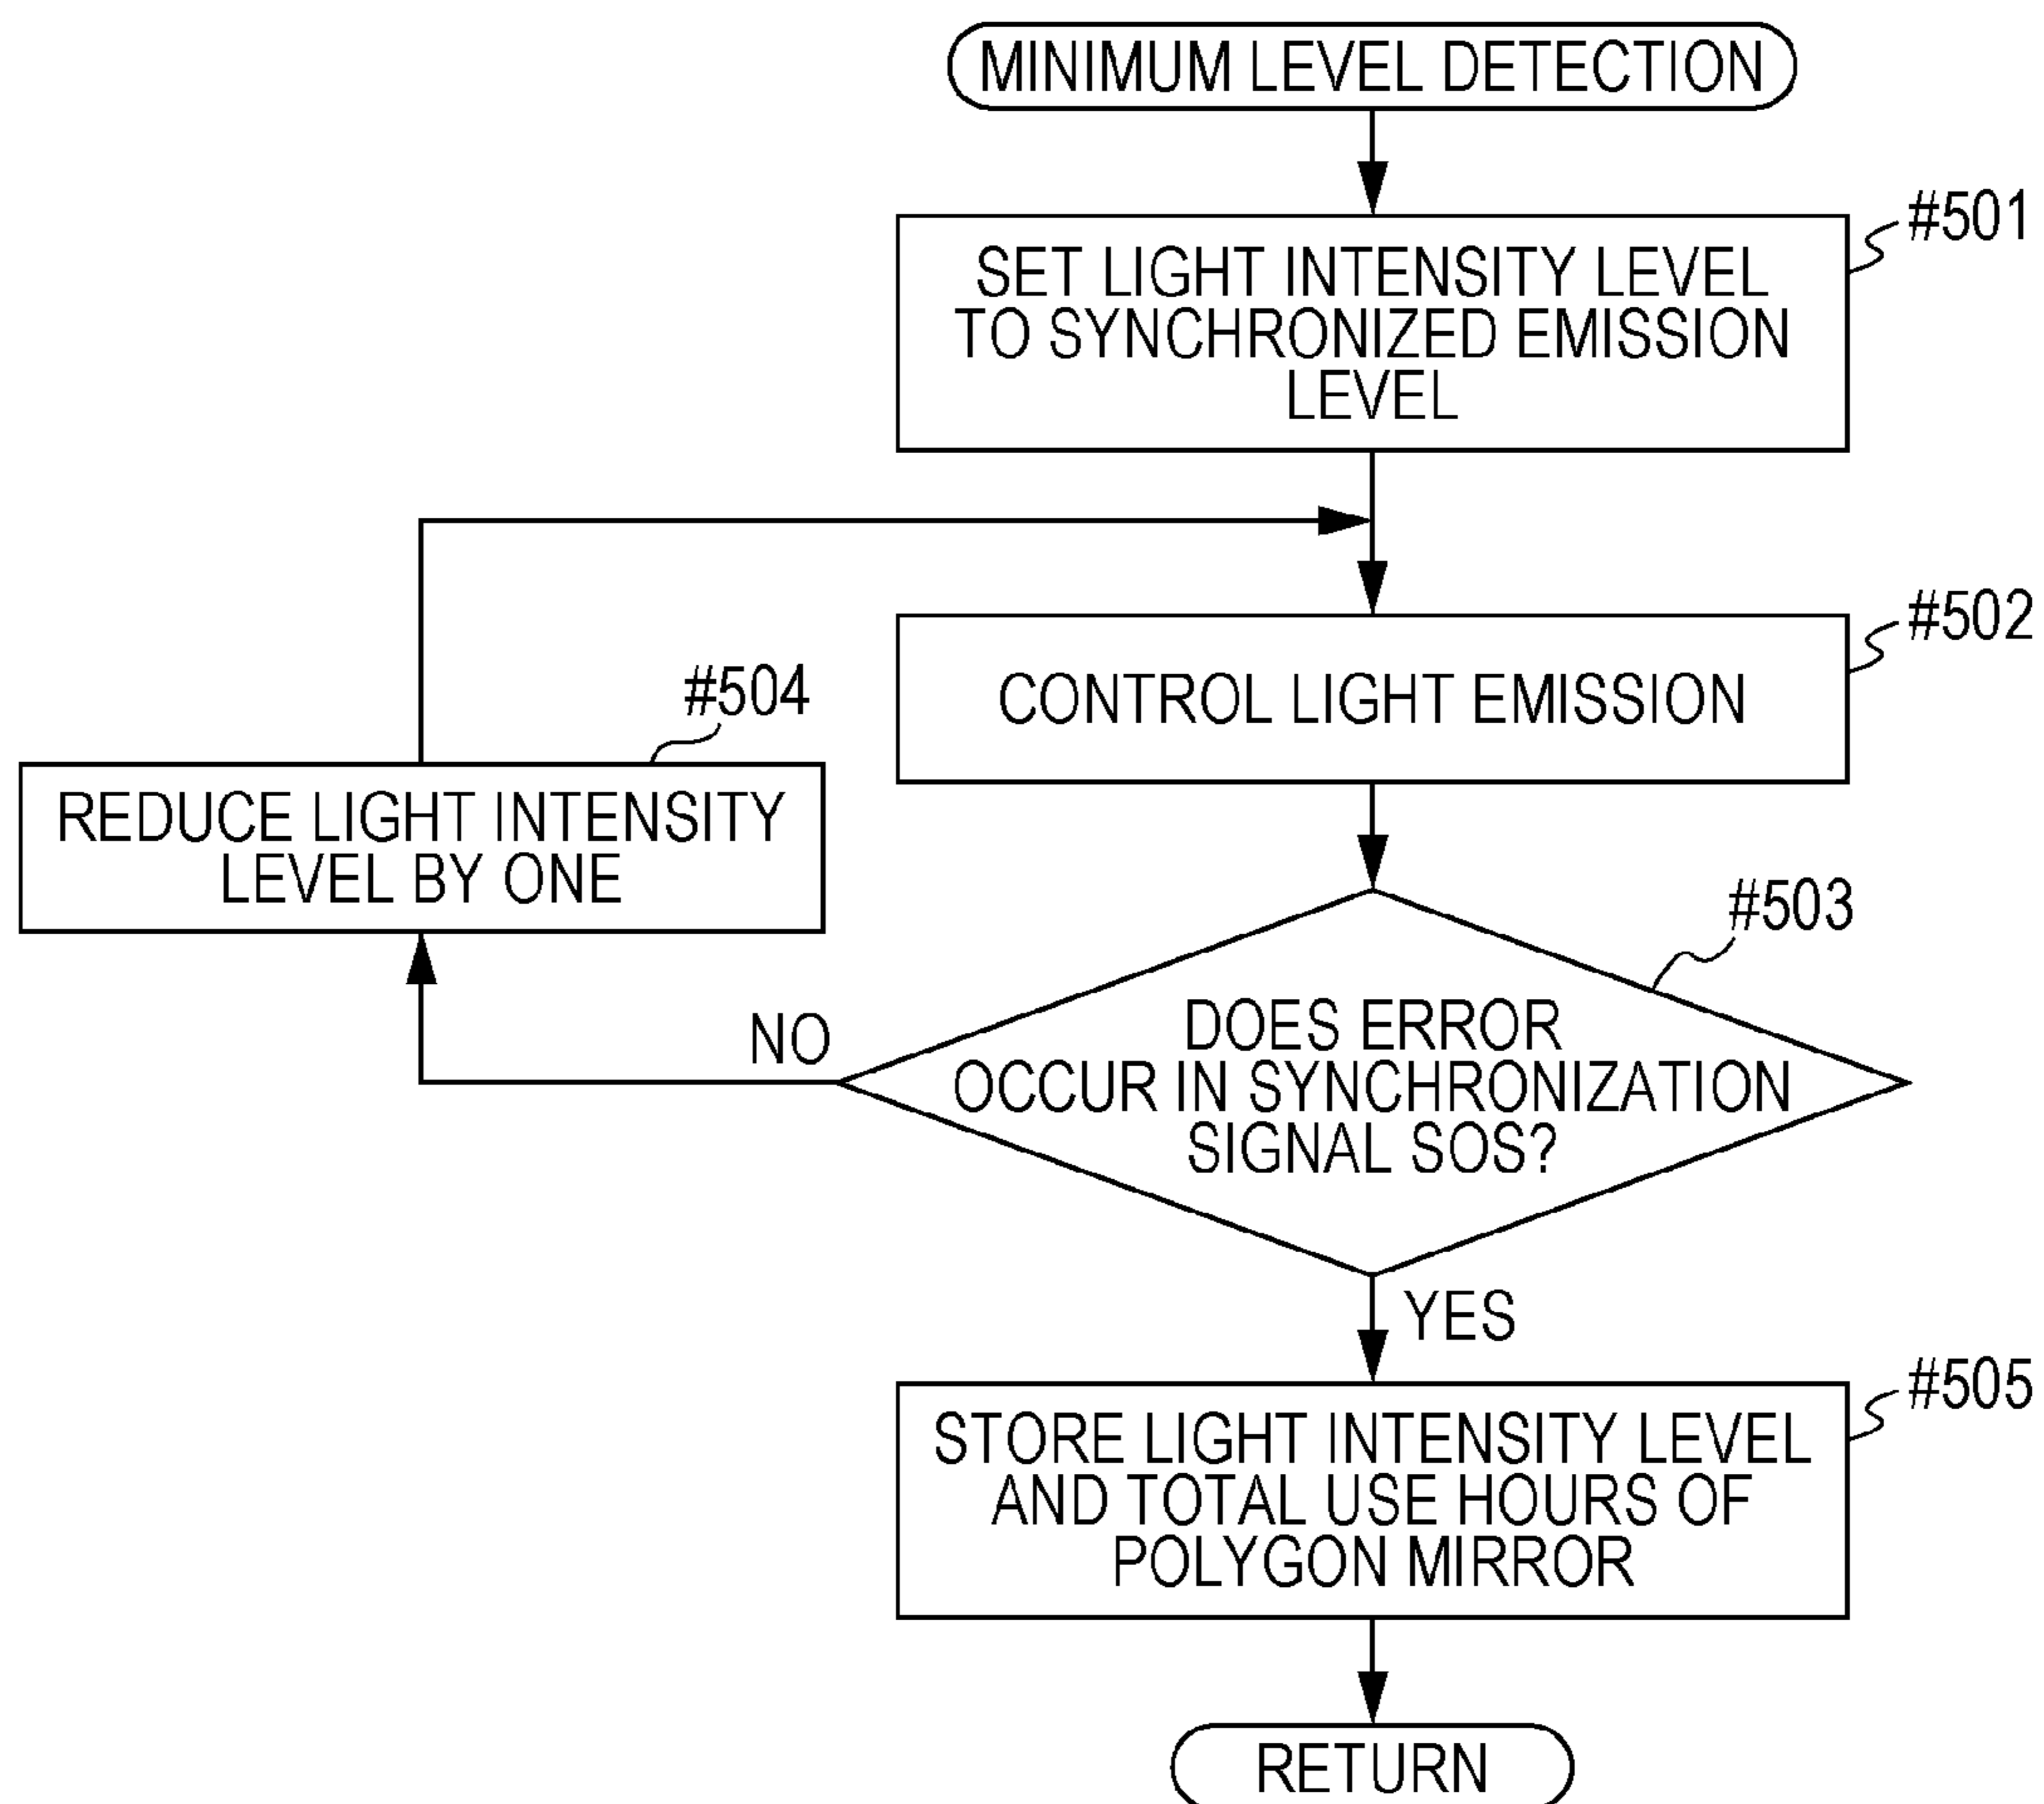 MINIMUM LEVEL DETECTION
#501
SET LIGHT INTENSITY LEVEL
TO SYNCHRONIZED EMISSION
LEVEL
#502
CONTROL LIGHT EMISSION
#504
REDUCE LIGHT INTENSITY
LEVEL BY ONE
#503
DOES ERROR
OCCUR IN SYNCHRONIZATION
SIGNAL SOS?
NO
YES
#505
STORE LIGHT INTENSITY LEVEL
AND TOTAL USE HOURS OF
POLYGON MIRROR
RETURN